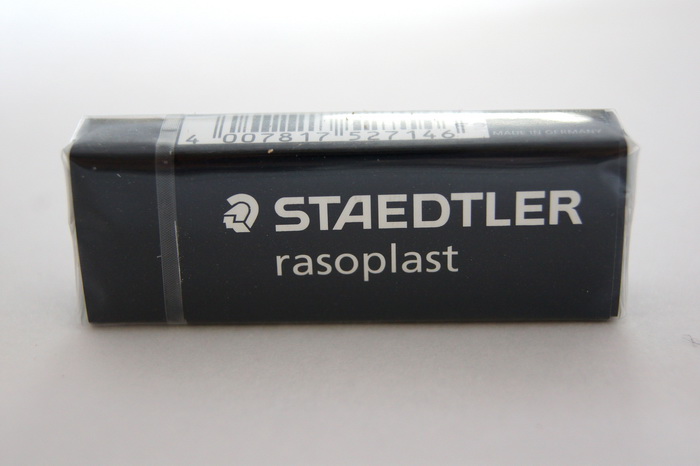 4 007817 527146
MADE IN GERMANY
STAEDTLER
rasoplast